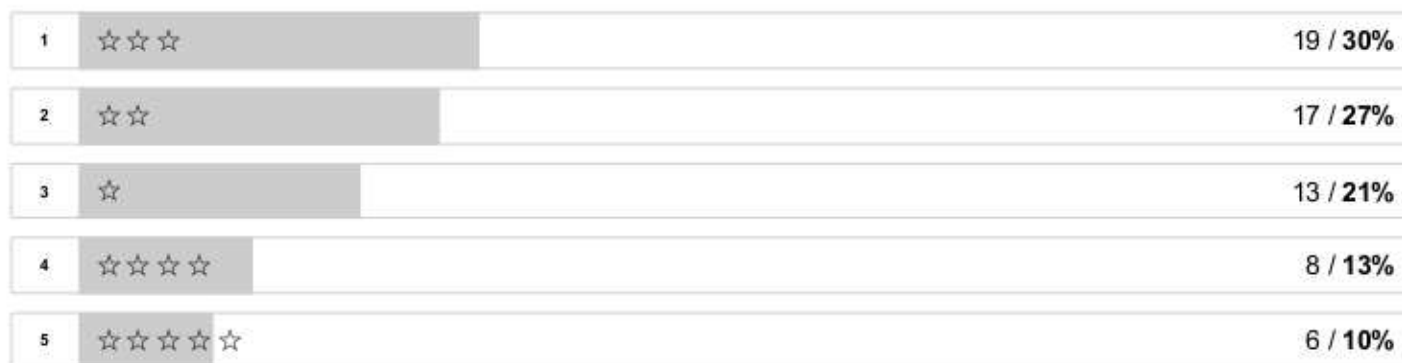 1 ☆☆☆ 19 / 30%
2 ☆☆ 17 / 27%
3 ☆ 13 / 21%
4 ☆☆☆☆ 8 / 13%
5 ☆☆☆☆☆ 6 / 10%